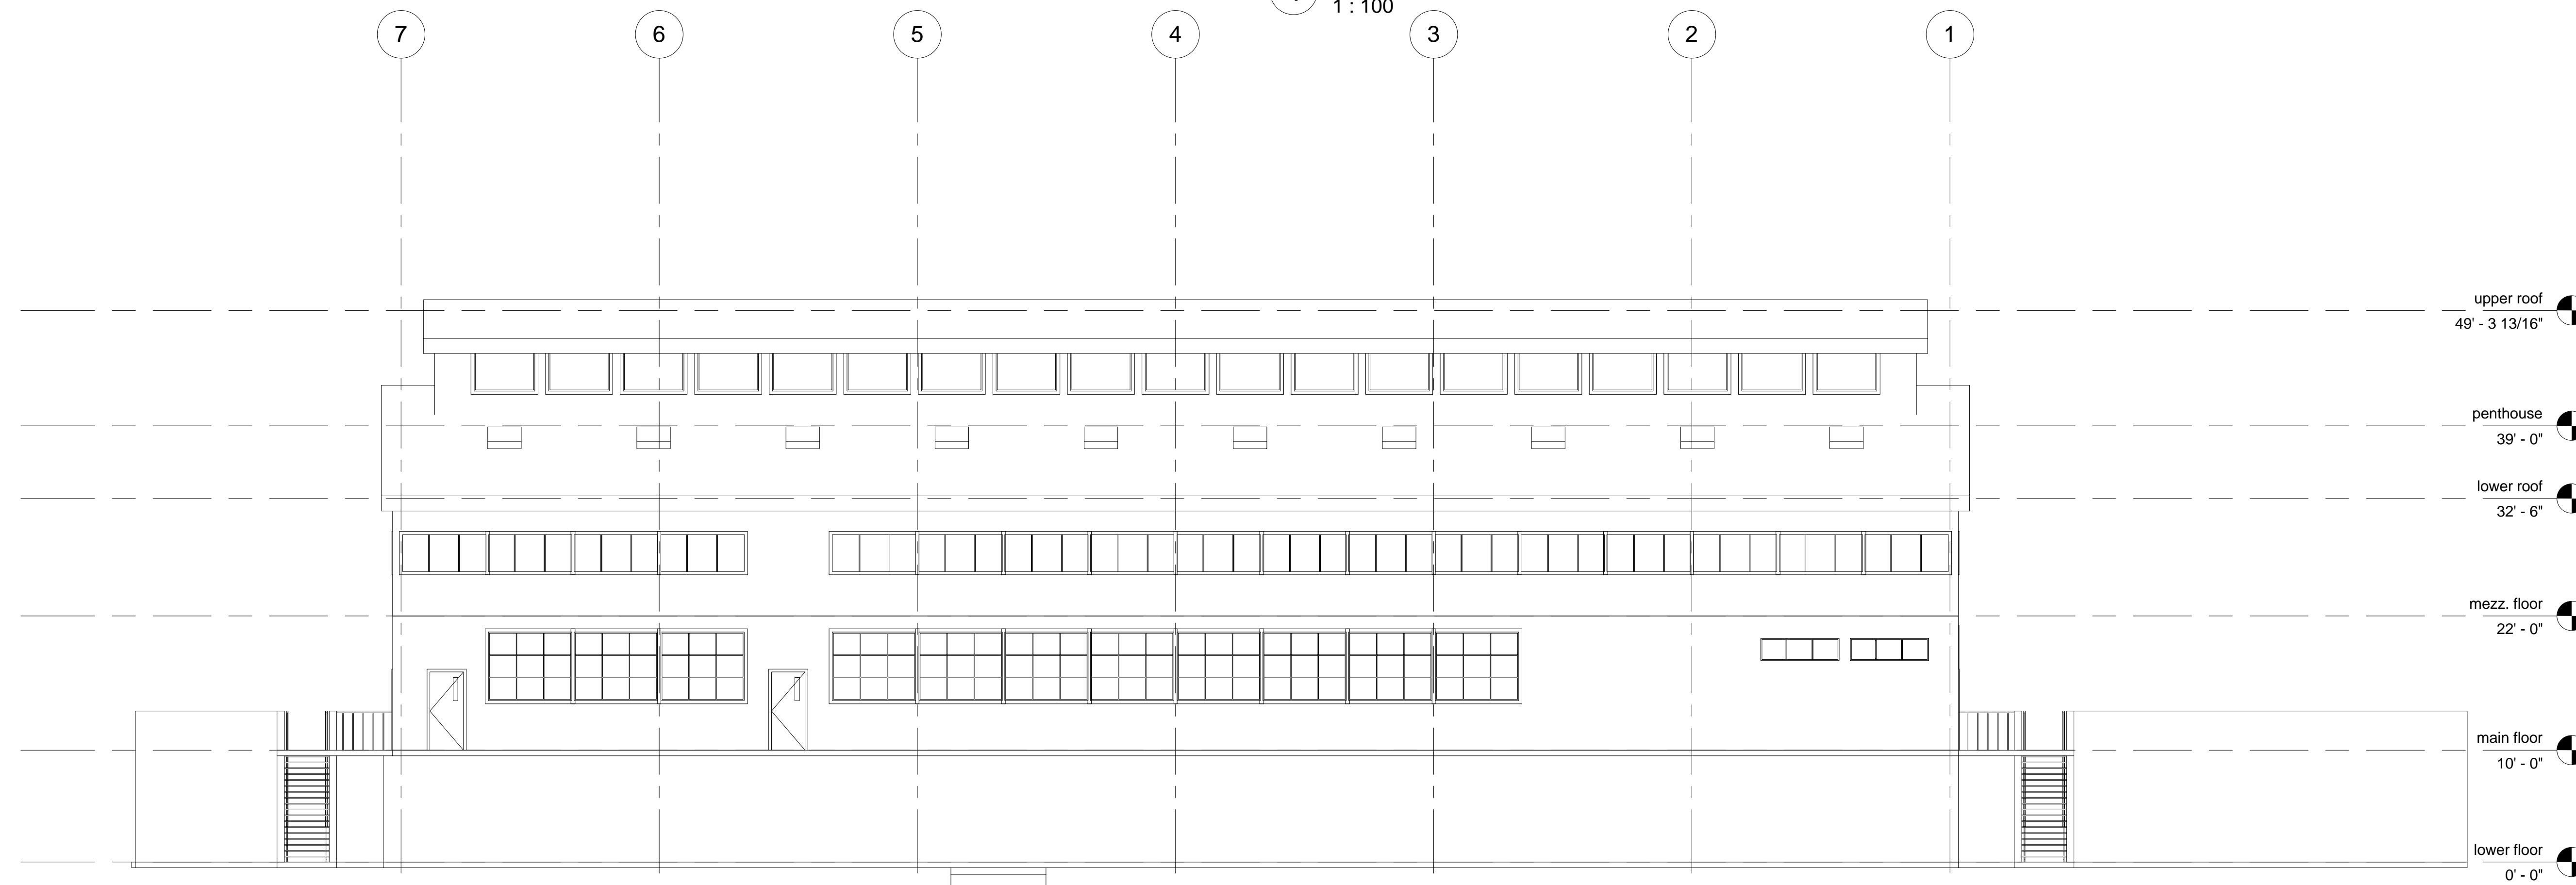 1 : 100
7 6 5 4 3 2 1
upper roof
49' - 3 13/16"
penthouse
39' - 0"
lower roof
32' - 6"
mezz. floor
22' - 0"
main floor
10' - 0"
lower floor
0' - 0"